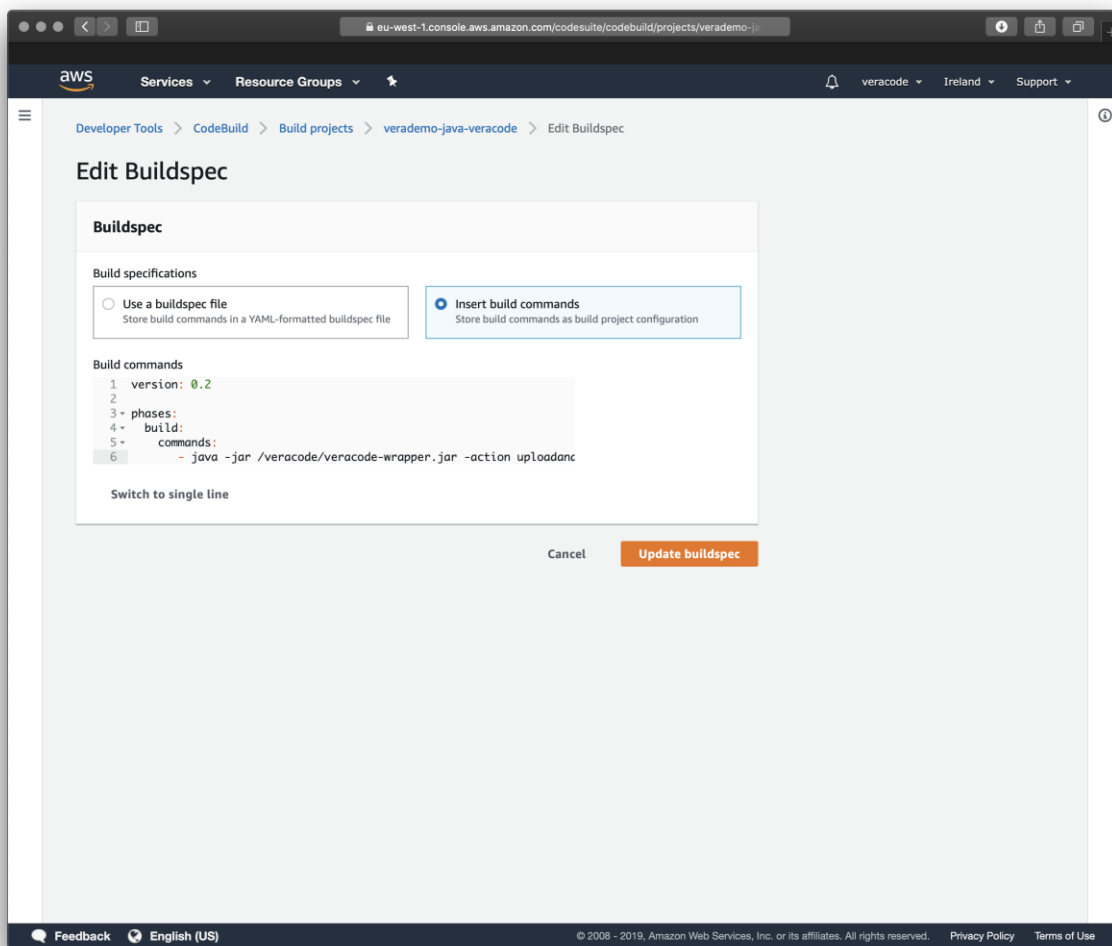 eu-west-1.console.aws.amazon.com/codesuite/codebuild/projects/verademo-ja
aws Services Resource Groups veracode Ireland Support
Developer Tools > CodeBuild > Build projects > verademo-java-veracode > Edit Buildspec
Edit Buildspec
Buildspec
Build specifications
Use a buildspec file
Store build commands in a YAML-formatted buildspec file
Insert build commands
Store build commands as build project configuration
Build commands
1 version: 0.2
2
3 phases:
4 build:
5 commands:
6 - java -jar /veracode/veracode-wrapper.jar -action uploadanc
Switch to single line
Cancel Update buildspec
Feedback English (US) © 2008 - 2019, Amazon Web Services, Inc. or its affiliates. All rights reserved. Privacy Policy Terms of Use